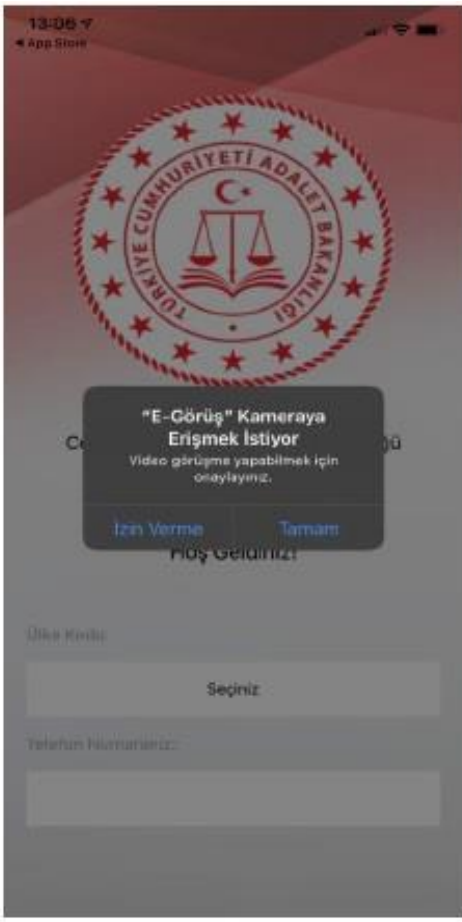 13:06
◀ App Store
TÜRKİYE CUMHURİYETİ ADALET BAKANLIĞI
"E-Görüş" Kameraya
Erişmek İstiyor
Video görüşme yapabilmek için
onaylayınız.
İzin Verme Tamam
Hoş Geldiniz!
Ülke Kodu
Seçiniz
Telefon Numaranız: